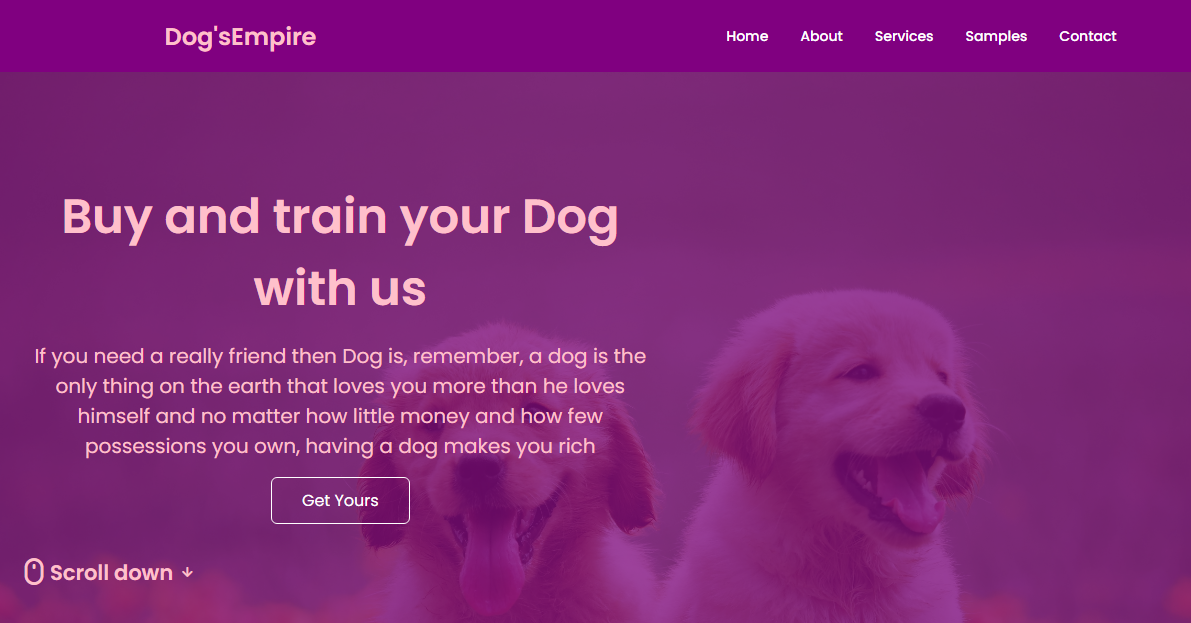 Dog'sEmpire
Home About Services Samples Contact
Buy and train your Dog
with us
If you need a really friend then Dog is, remember, a dog is the
only thing on the earth that loves you more than he loves
himself and no matter how little money and how few
possessions you own, having a dog makes you rich
Get Yours
Scroll down